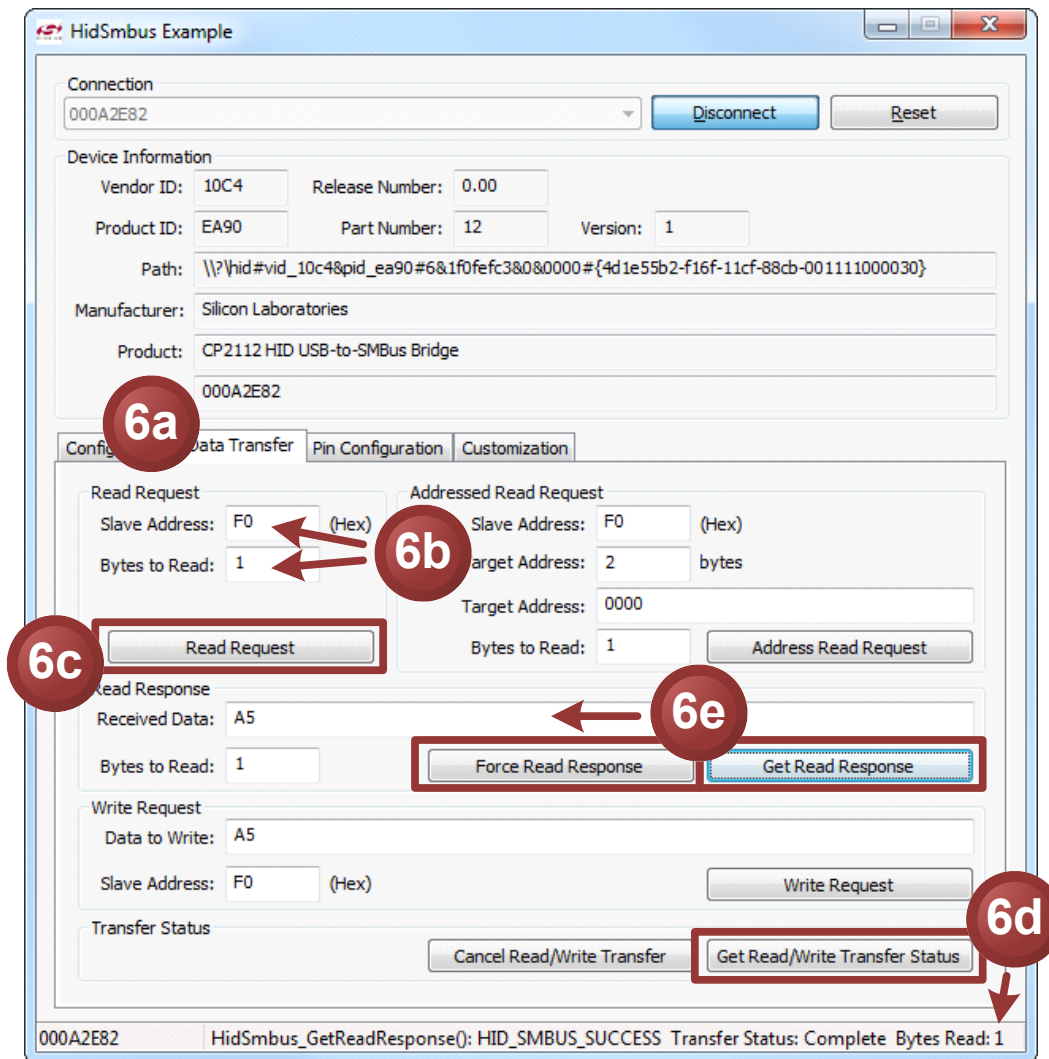 HidSmbus Example
Connection
000A2E82
Disconnect
Reset
Device Information
Vendor ID: 10C4 Release Number: 0.00
Product ID: EA90 Part Number: 12 Version: 1
Path: \\?\hid#vid_10c4&pid_ea90#6&1f0fefc3&0&0000#{4d1e55b2-f16f-11cf-88cb-001111000030}
Manufacturer: Silicon Laboratories
Product: CP2112 HID USB-to-SMBus Bridge
000A2E82
6a
Config Data Transfer Pin Configuration Customization
Read Request
Slave Address: F0 (Hex)
Bytes to Read: 1
6b
6c
Read Request
Addressed Read Request
Slave Address: F0 (Hex)
arget Address: 2 bytes
Target Address: 0000
Bytes to Read: 1 Address Read Request
Read Response
Received Data: A5
6e
Bytes to Read: 1 Force Read Response Get Read Response
Write Request
Data to Write: A5
Slave Address: F0 (Hex) Write Request
Transfer Status
6d
Cancel Read/Write Transfer Get Read/Write Transfer Status
000A2E82 HidSmbus_GetReadResponse(): HID_SMBUS_SUCCESS Transfer Status: Complete Bytes Read: 1